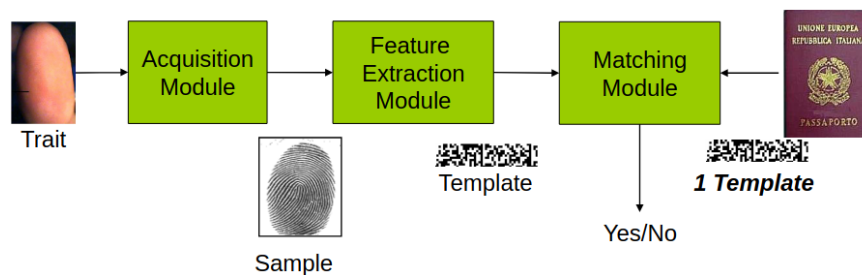 Acquisition
Module
Feature
Extraction
Module
Matching
Module
UNIONE EUROPEA
REPUBBLICA ITALIANA
PASSAPORTO
Trait
Template
1 Template
Sample
Yes/No